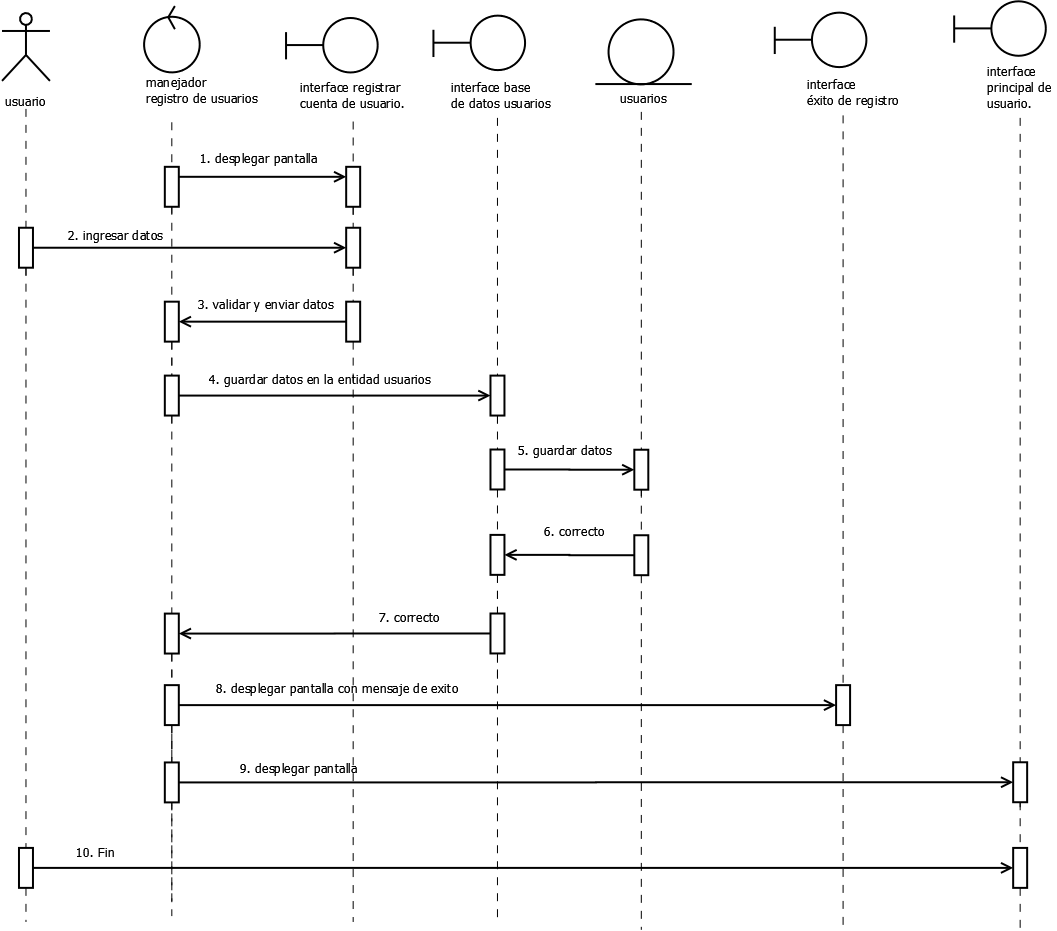 usuario
manejador
registro de usuarios
interface registrar
cuenta de usuario.
interface base
de datos usuarios
usuarios
interface
éxito de registro
interface
principal de
usuario.
1. desplegar pantalla
2. ingresar datos
3. validar y enviar datos
4. guardar datos en la entidad usuarios
5. guardar datos
6. correcto
7. correcto
8. desplegar pantalla con mensaje de exito
9. desplegar pantalla
10. Fin